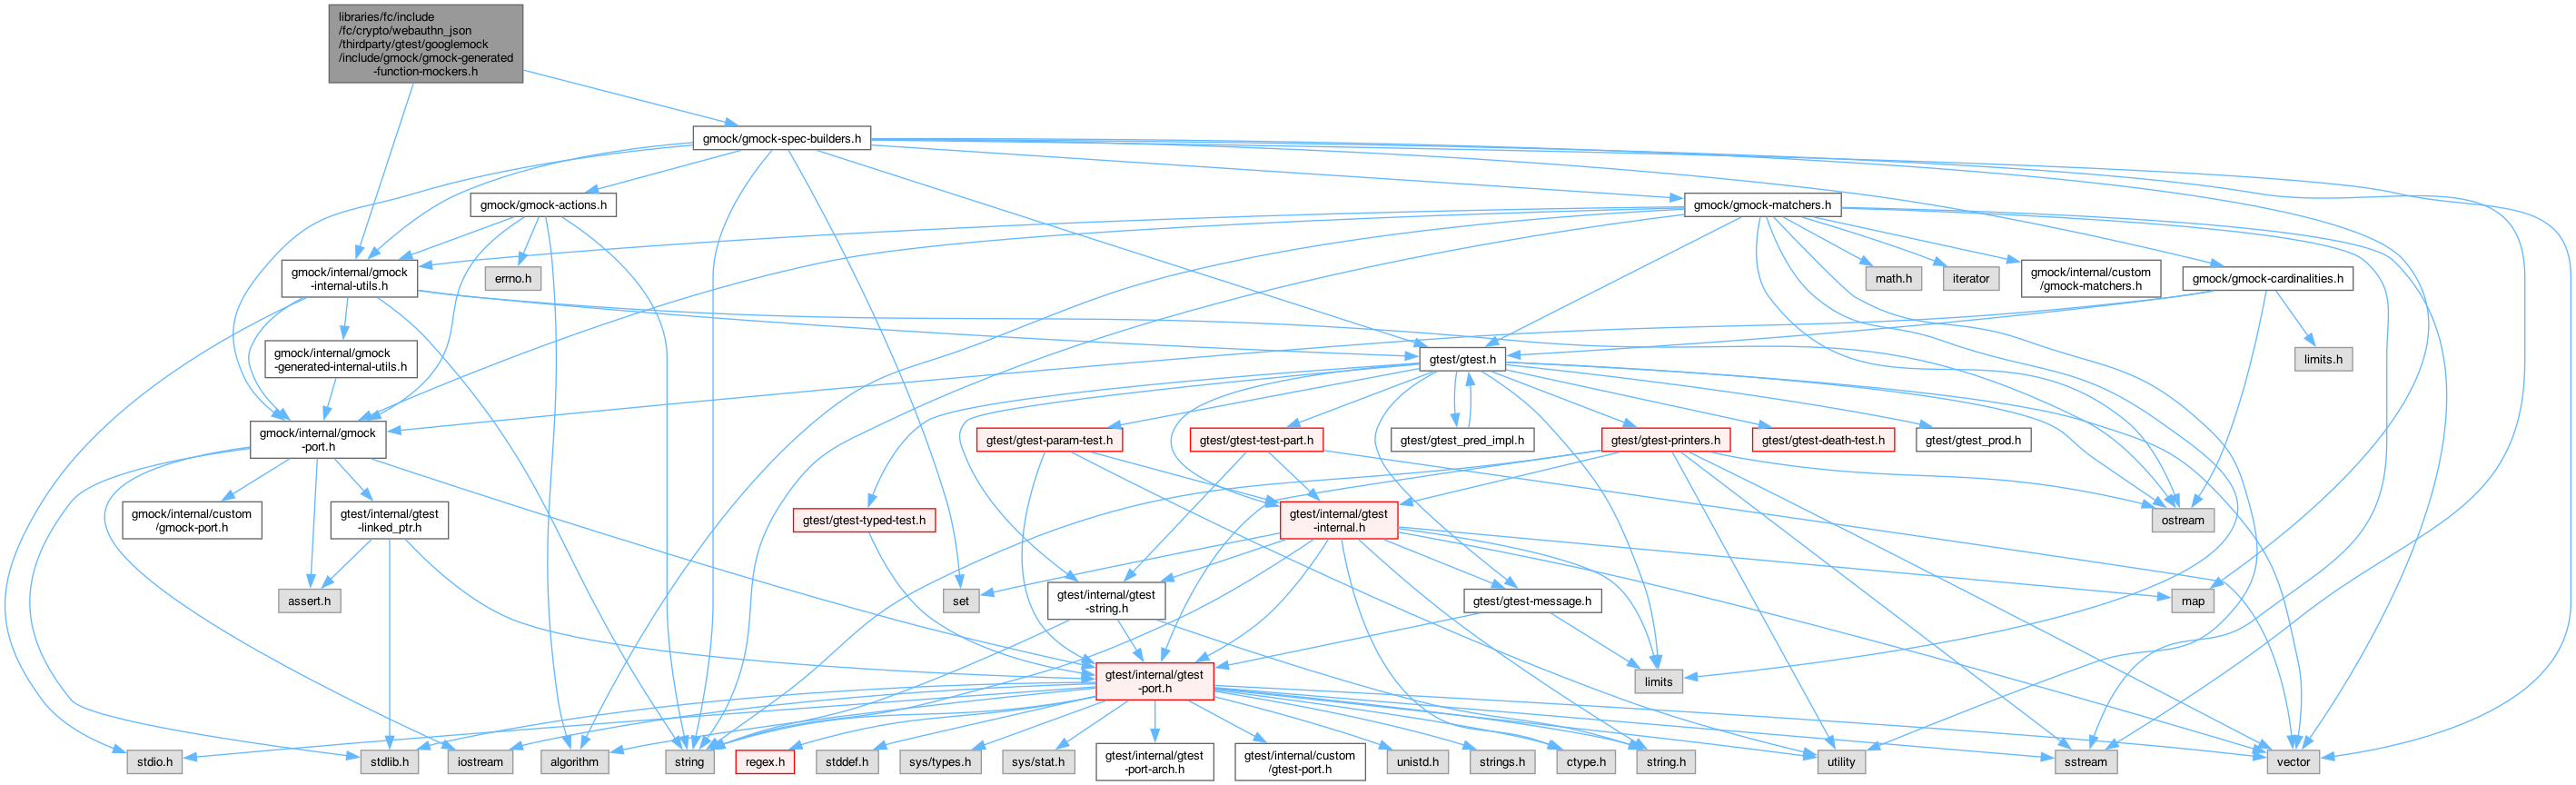 libraries/fc/include
/fc/crypto/webauthn_json
/thirdparty/gtest/googlemock
/include/gmock/gmock-generated
-function-mockers.h
gmock/gmock-spec-builders.h
gmock/gmock-actions.h
gmock/gmock-matchers.h
gmock/internal/gmock
-internal-utils.h
errno.h
math.h
iterator
gmock/internal/custom
/gmock-matchers.h
gmock/gmock-cardinalities.h
gmock/internal/gmock
-generated-internal-utils.h
gtest/gtest.h
limits.h
gmock/internal/gmock
-port.h
gtest/gtest-param-test.h
gtest/gtest-test-part.h
gtest/gtest_pred_impl.h
gtest/gtest-printers.h
gtest/gtest-death-test.h
gtest/gtest_prod.h
gmock/internal/custom
/gmock-port.h
gtest/internal/gtest
-linked_ptr.h
gtest/gtest-typed-test.h
gtest/internal/gtest
-internal.h
ostream
assert.h
set
gtest/internal/gtest
-string.h
gtest/gtest-message.h
map
gtest/internal/gtest
-port.h
limits
stdio.h
stdlib.h
iostream
algorithm
string
regex.h
stddef.h
sys/types.h
sys/stat.h
gtest/internal/gtest
-port-arch.h
gtest/internal/custom
/gtest-port.h
unistd.h
strings.h
ctype.h
string.h
utility
sstream
vector